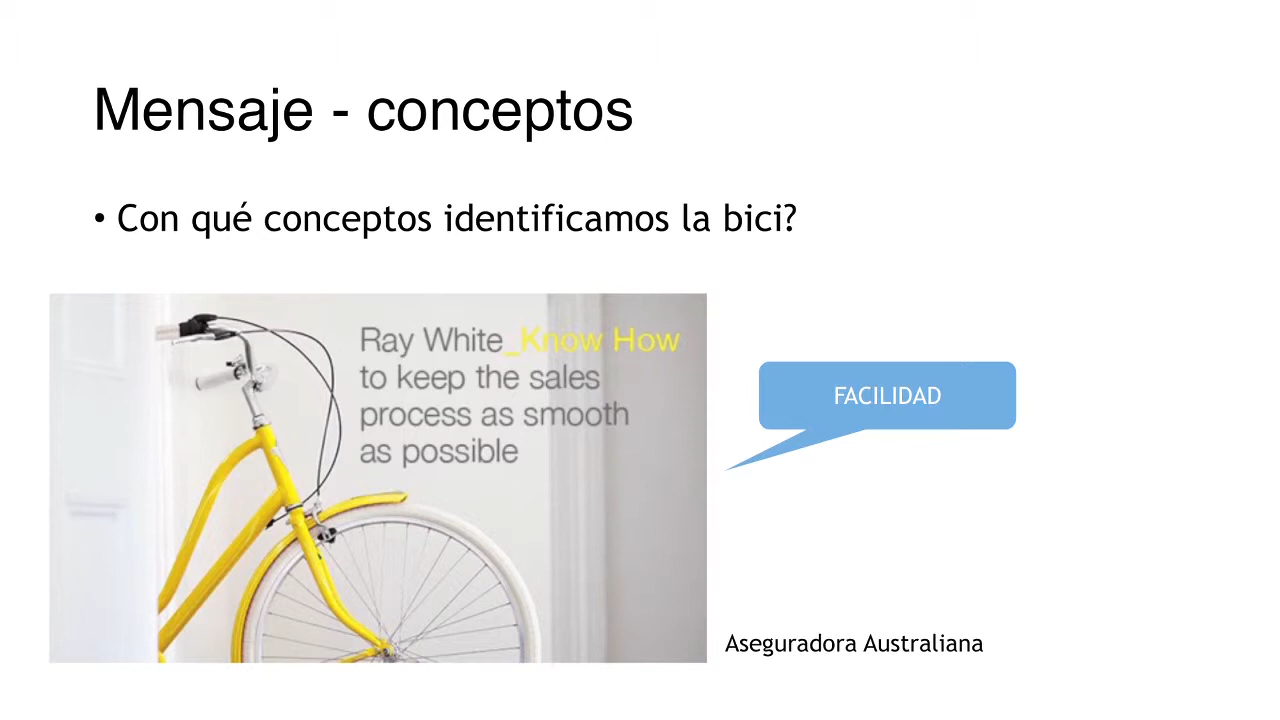 Mensaje - conceptos
• Con qué conceptos identificamos la bici?
Ray White_Know How
to keep the sales
process as smooth
as possible
FACILIDAD
Aseguradora Australiana